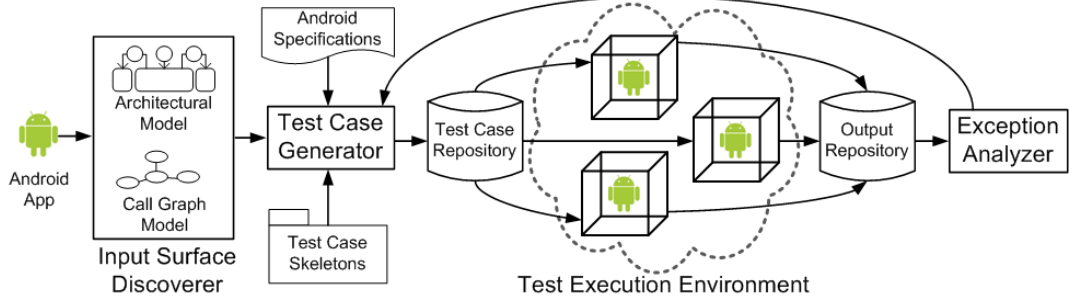 Android
App
Architectural
Model
Call Graph
Model
Input Surface
Discoverer
Android
Specifications
Test Case
Generator
Test Case
Skeletons
Test Case
Repository
Output
Repository
Exception
Analyzer
Test Execution Environment